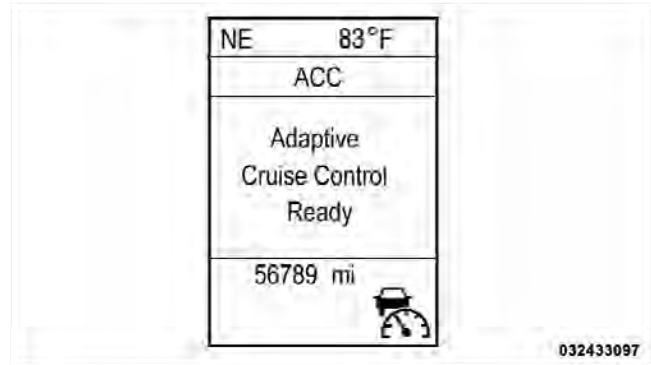 NE 83°F
ACC
Adaptive
Cruise Control
Ready
56789 mi
032433097